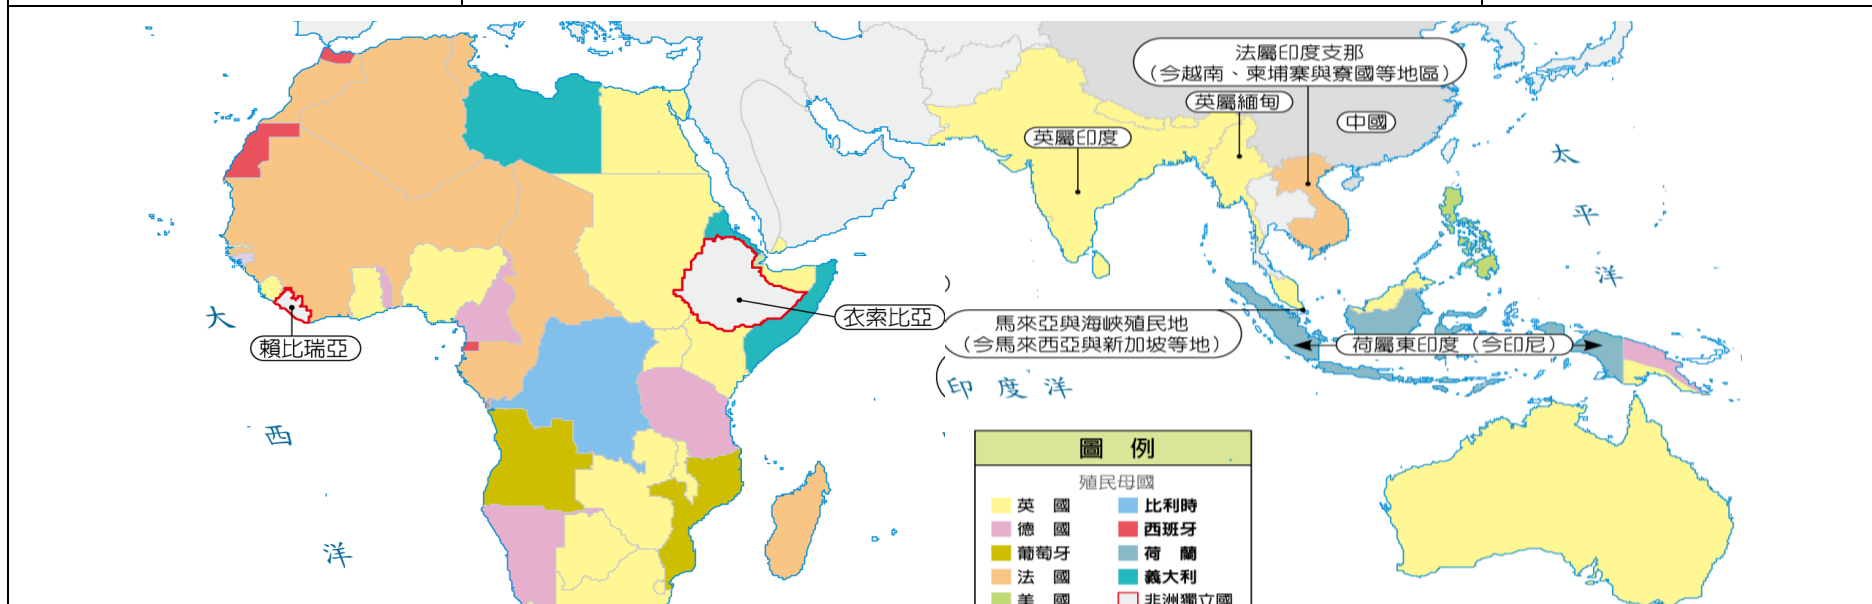 法屬印度支那
（今越南、柬埔寨與寮國等地區）
英屬緬甸
中國
英屬印度
太
平
洋
大
西
洋
賴比瑞亞
衣索比亞
馬來亞與海峽殖民地
（今馬來西亞與新加坡等地）
荷屬東印度（今印尼）
印度洋
圖 例
殖民母國
英 國
比利時
德 國
西班牙
葡萄牙
荷 蘭
法 國
義大利
美 國
非洲獨立國